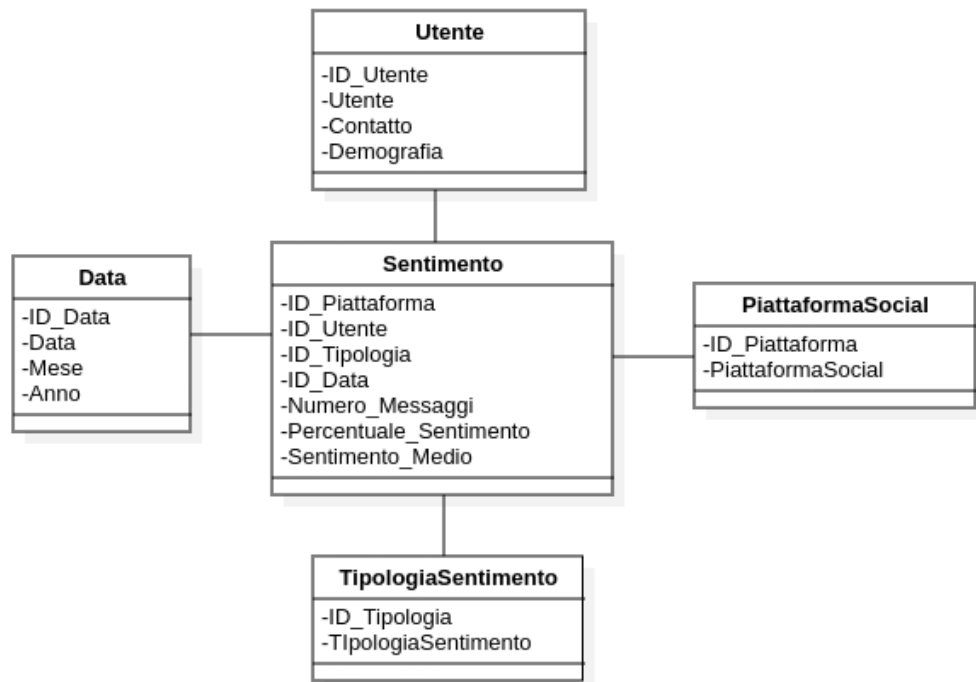 Utente
-ID_Utente
-Utente
-Contatto
-Demografia
Data
-ID_Data
-Data
-Mese
-Anno
Sentimento
-ID_Piattaforma
-ID_Utente
-ID_Tipologia
-ID_Data
-Numero_Messaggi
-Percentuale_Sentimento
-Sentimento_Medio
PiattaformaSocial
-ID_Piattaforma
-PiattaformaSocial
TipologiaSentimento
-ID_Tipologia
-TIpologiaSentimento